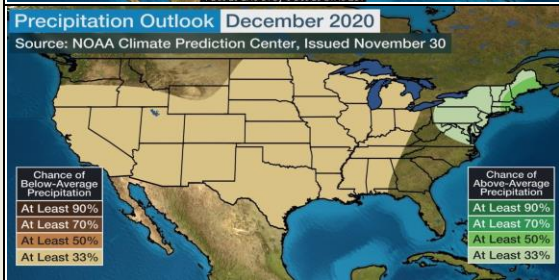 Precipitation Outlook December 2020
Source: NOAA Climate Prediction Center, Issued November 30
Chance of
Below-Average
Precipitation
At Least 90%
At Least 70%
At Least 50%
At Least 33%
Chance of
Above-Average
Precipitation
At Least 90%
At Least 70%
At Least 50%
At Least 33%